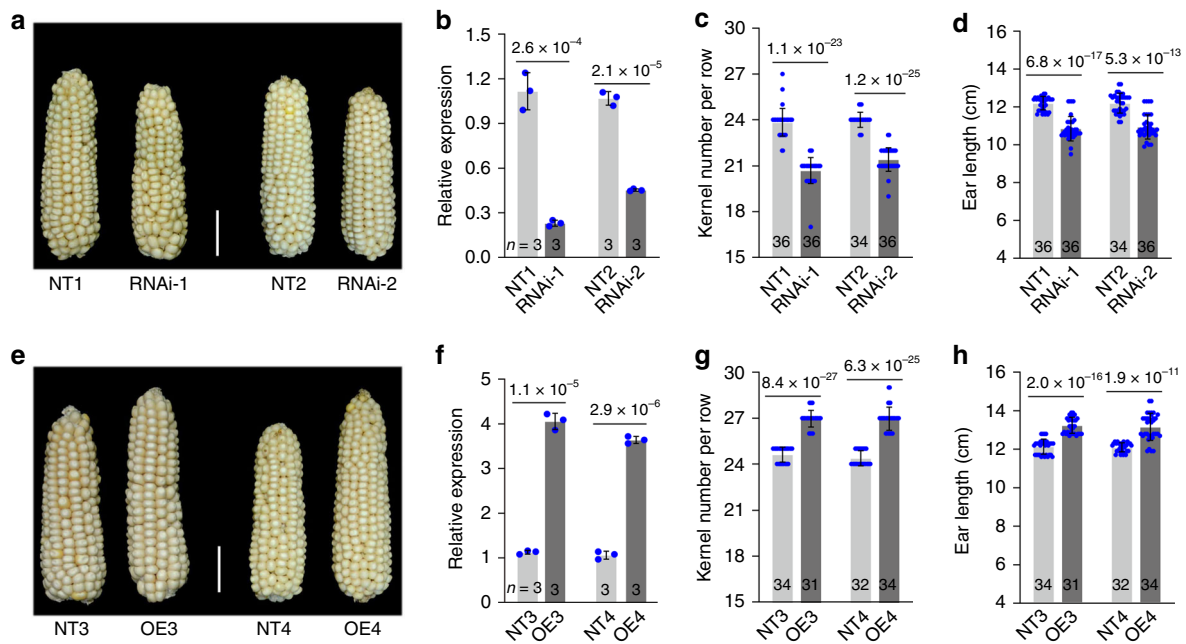 a
NT1 RNAi-1 NT2 RNAi-2
b
Relative expression
1.5
1.2
0.9
0.6
0.3
0.0
2.6 × 10⁻⁴
2.1 × 10⁻⁵
n = 3 3 3 3
NT1 RNAi-1 NT2 RNAi-2
c
Kernel number per row
30
27
24
21
18
15
1.1 × 10⁻²³
1.2 × 10⁻²⁵
36 36 34 36
NT1 RNAi-1 NT2 RNAi-2
d
Ear length (cm)
16
14
12
10
8
6
4
6.8 × 10⁻¹⁷ 5.3 × 10⁻¹³
36 36 34 36
NT1 RNAi-1 NT2 RNAi-2
e
NT3 OE3 NT4 OE4
f
Relative expression
5
4
3
2
1
0
1.1 × 10⁻⁵
2.9 × 10⁻⁶
n = 3 3 3 3
NT3 OE3 NT4 OE4
g
Kernel number per row
30
27
24
21
18
15
8.4 × 10⁻²⁷
6.3 × 10⁻²⁵
34 31 32 34
NT3 OE3 NT4 OE4
h
Ear length (cm)
16
14
12
10
8
6
4
2.0 × 10⁻¹⁶ 1.9 × 10⁻¹¹
34 31 32 34
NT3 OE3 NT4 OE4